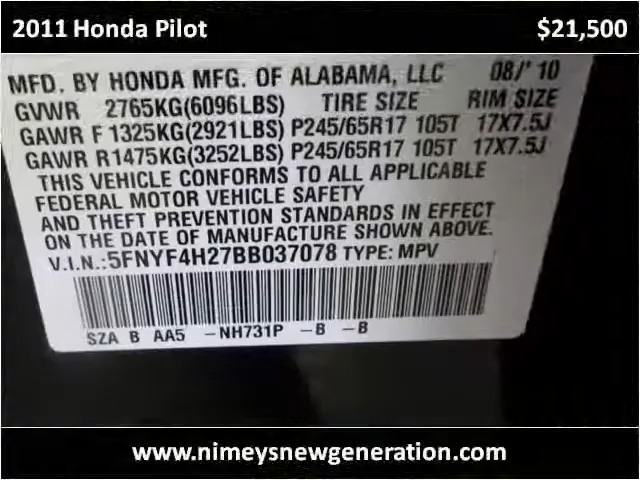 2011 Honda Pilot $21,500
MFD. BY HONDA MFG. OF ALABAMA, LLC 08/'10
GVWR 2765KG(6096LBS) TIRE SIZE RIM SIZE
GAWR F 1325KG(2921LBS) P245/65R17 105T 17X7.5J
GAWR R 1475KG(3252LBS) P245/65R17 105T 17X7.5J
THIS VEHICLE CONFORMS TO ALL APPLICABLE
FEDERAL MOTOR VEHICLE SAFETY
AND THEFT PREVENTION STANDARDS IN EFFECT
ON THE DATE OF MANUFACTURE SHOWN ABOVE.
V.I.N.:5FNYF4H27BB037078 TYPE: MPV
SZA B AA5 -NH731P -B -B
www.nimeysnewgeneration.com